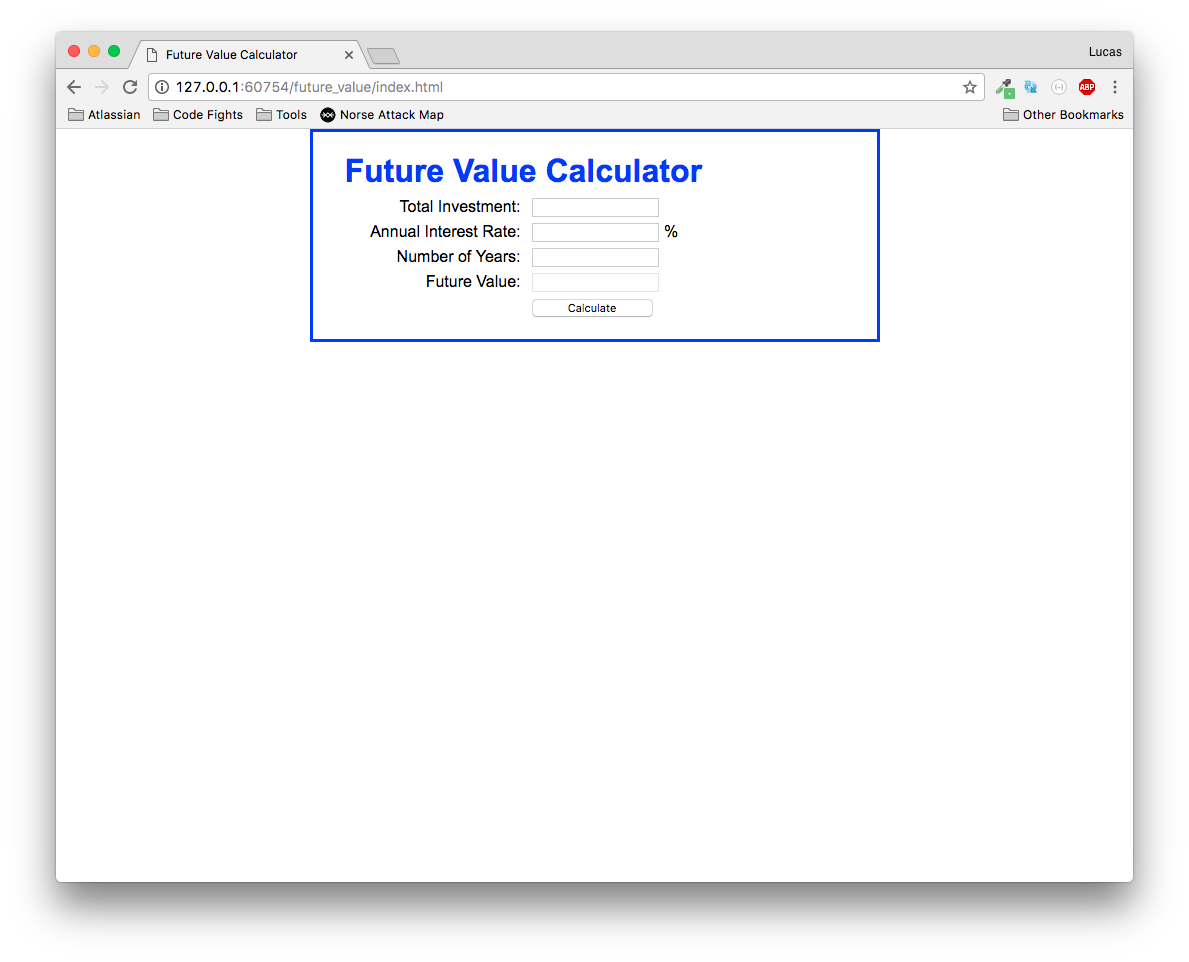 Future Value Calculator
Lucas
127.0.0.1:60754/future_value/index.html
ABP
Atlassian Code Fights Tools Norse Attack Map Other Bookmarks
Future Value Calculator
Total Investment:
Annual Interest Rate: %
Number of Years:
Future Value:
Calculate